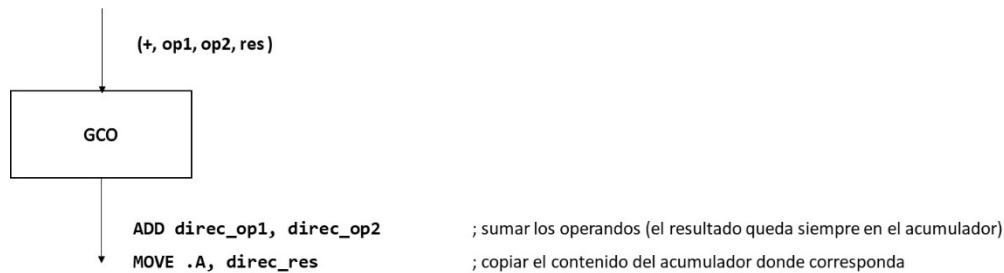 (+, op1, op2, res)
GCO
ADD direc_op1, direc_op2 ; sumar los operandos (el resultado queda siempre en el acumulador)
MOVE .A, direc_res ; copiar el contenido del acumulador donde corresponda